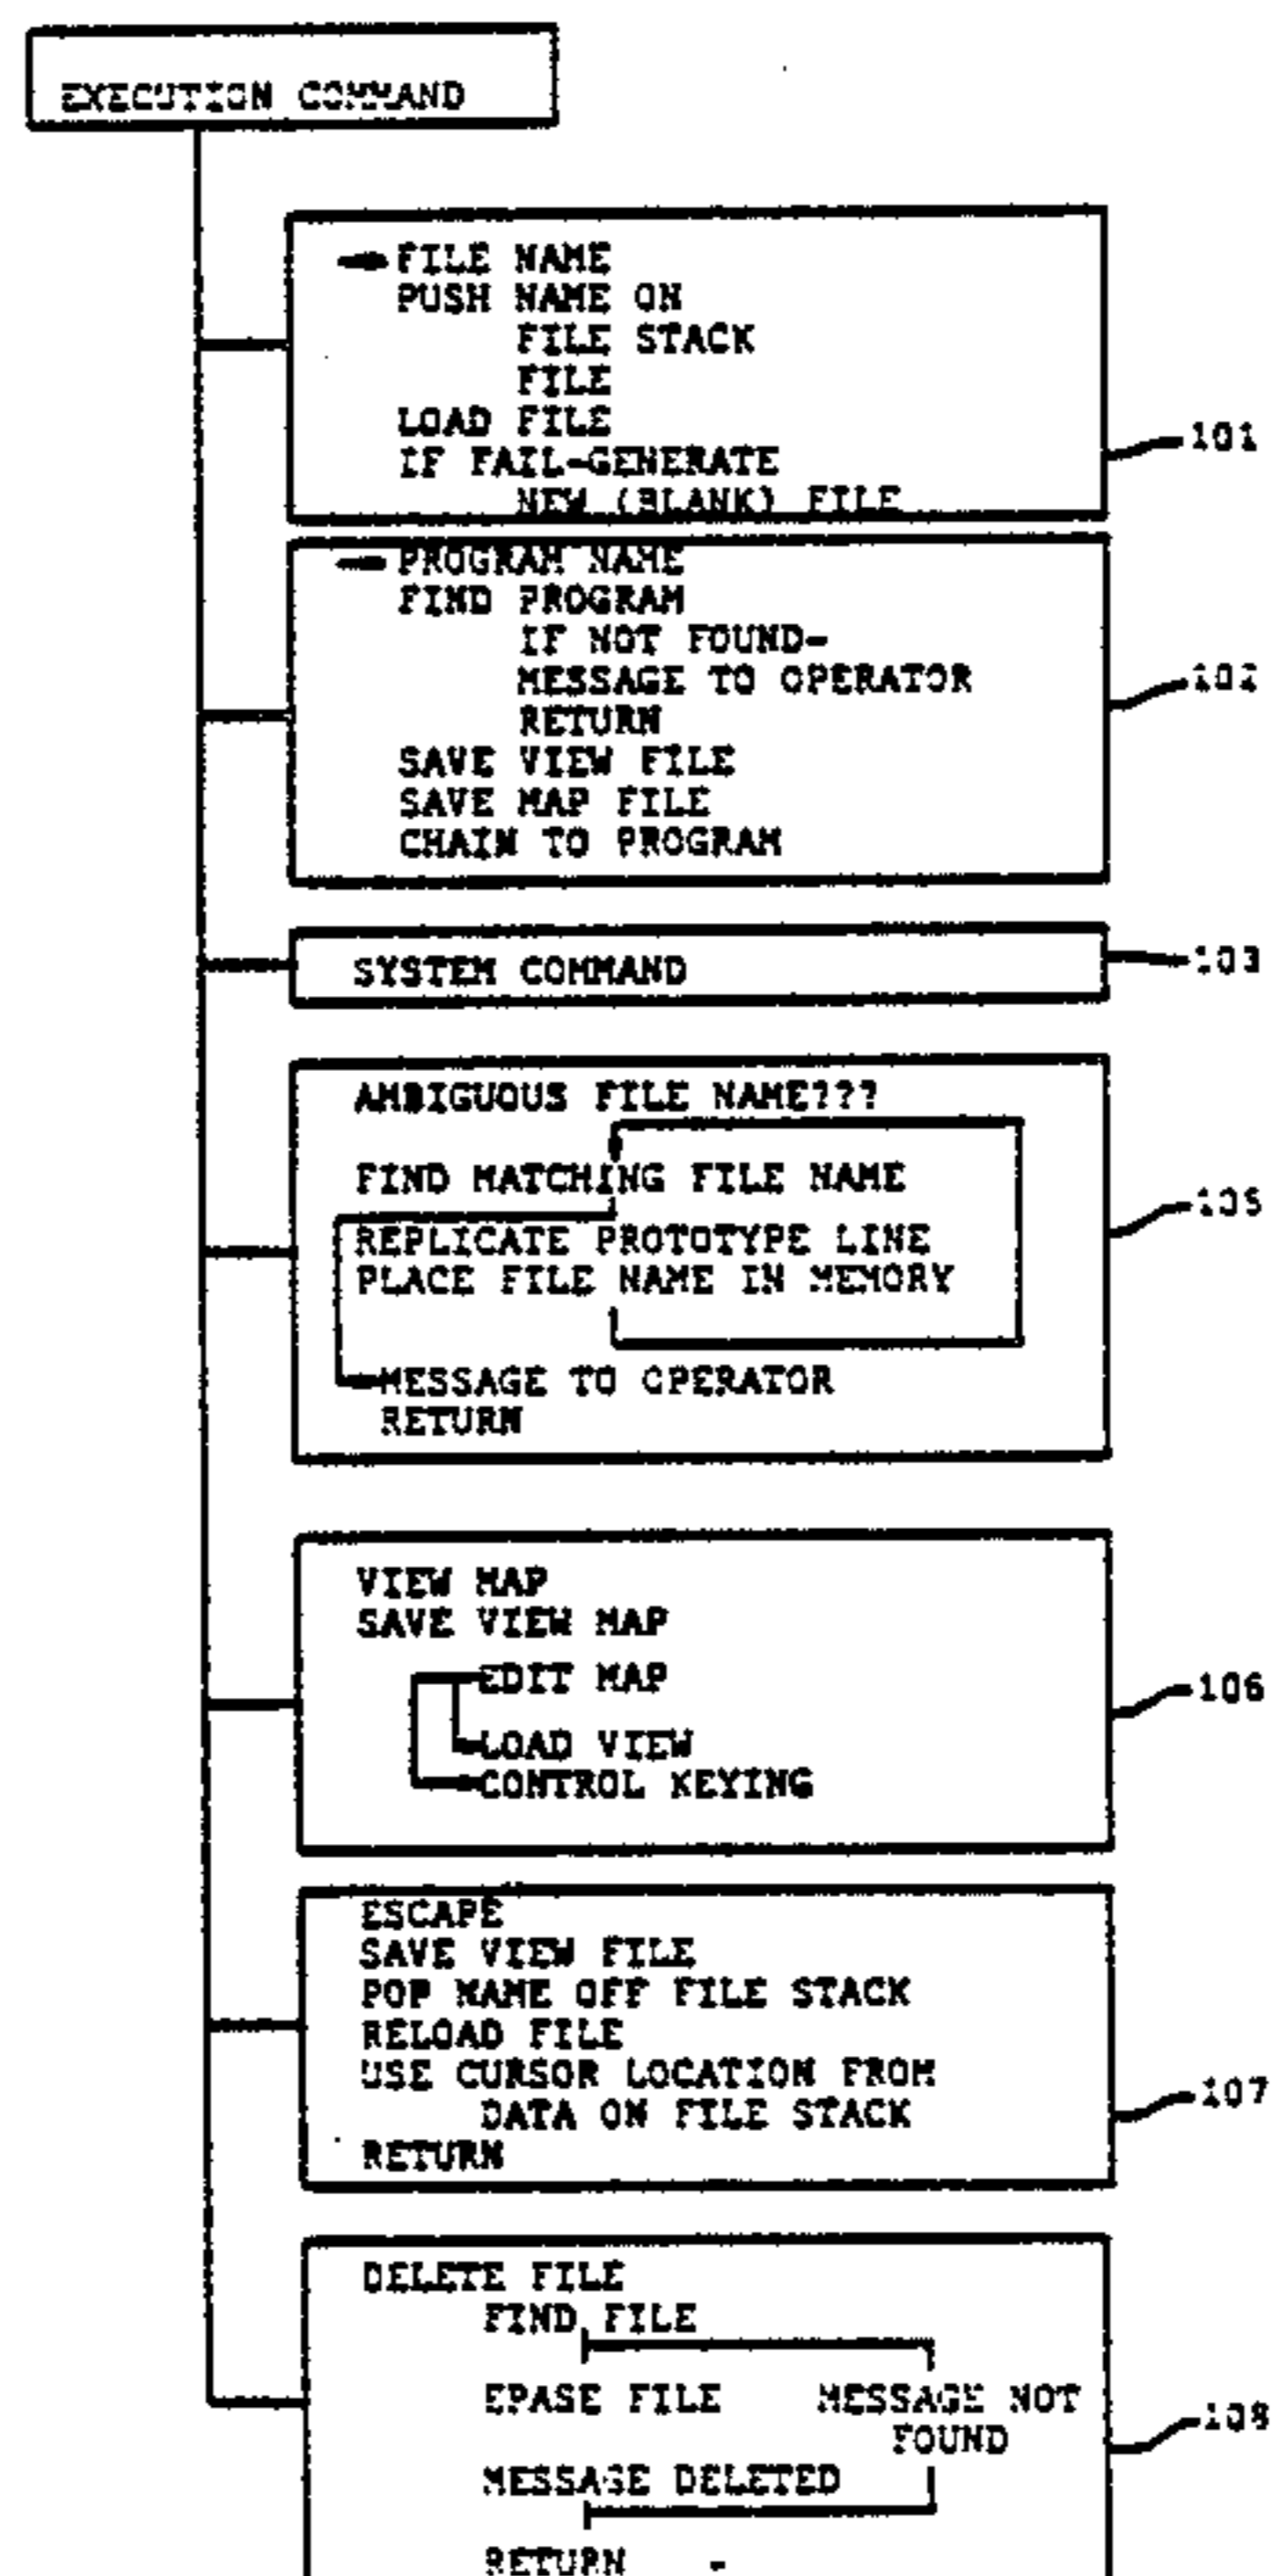 EXECUTION COMMAND
FILE NAME
PUSH NAME ON
FILE STACK
FILE
LOAD FILE
IF FAIL-GENERATE
NEW (BLANK) FILE
101
PROGRAM NAME
FIND PROGRAM
IF NOT FOUND-
MESSAGE TO OPERATOR
RETURN
SAVE VIEW FILE
SAVE MAP FILE
CHAIN TO PROGRAM
102
SYSTEM COMMAND
103
AMBIGUOUS FILE NAME???
FIND MATCHING FILE NAME
REPLICATE PROTOTYPE LINE
PLACE FILE NAME IN MEMORY
MESSAGE TO OPERATOR
RETURN
105
VIEW MAP
SAVE VIEW MAP
EDIT MAP
LOAD VIEW
CONTROL KEYING
106
ESCAPE
SAVE VIEW FILE
POP NAME OFF FILE STACK
RELOAD FILE
USE CURSOR LOCATION FROM
DATA ON FILE STACK
RETURN
107
DELETE FILE
FIND FILE
ERASE FILE MESSAGE NOT
FOUND
MESSAGE DELETED
RETURN
108